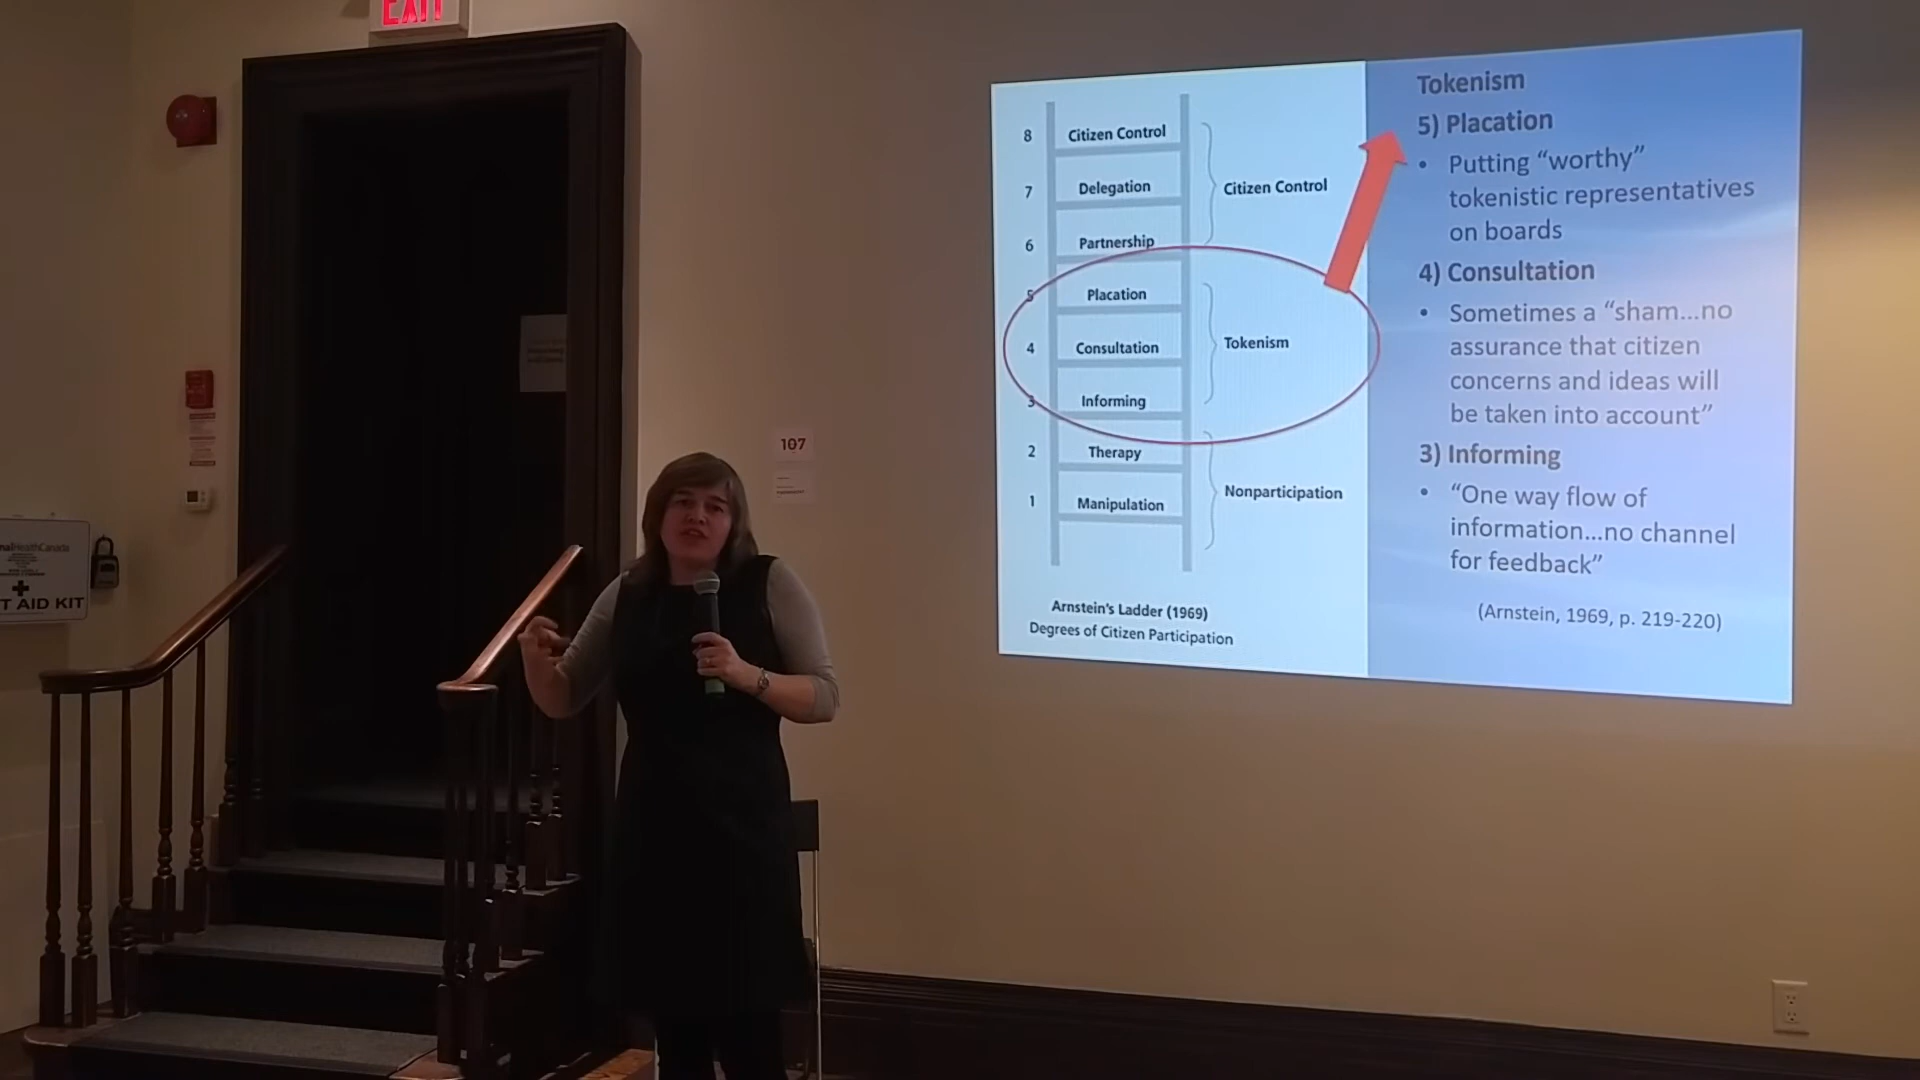 EXIT
107
nalHealthCanada
T AID KIT
8 Citizen Control
7 Delegation
6 Partnership
Citizen Control
5 Placation
4 Consultation
3 Informing
Tokenism
2 Therapy
1 Manipulation
Nonparticipation
Arnstein's Ladder (1969)
Degrees of Citizen Participation
Tokenism
5) Placation
• Putting “worthy”
tokenistic representatives
on boards
4) Consultation
• Sometimes a “sham...no
assurance that citizen
concerns and ideas will
be taken into account”
3) Informing
• “One way flow of
information...no channel
for feedback”
(Arnstein, 1969, p. 219-220)